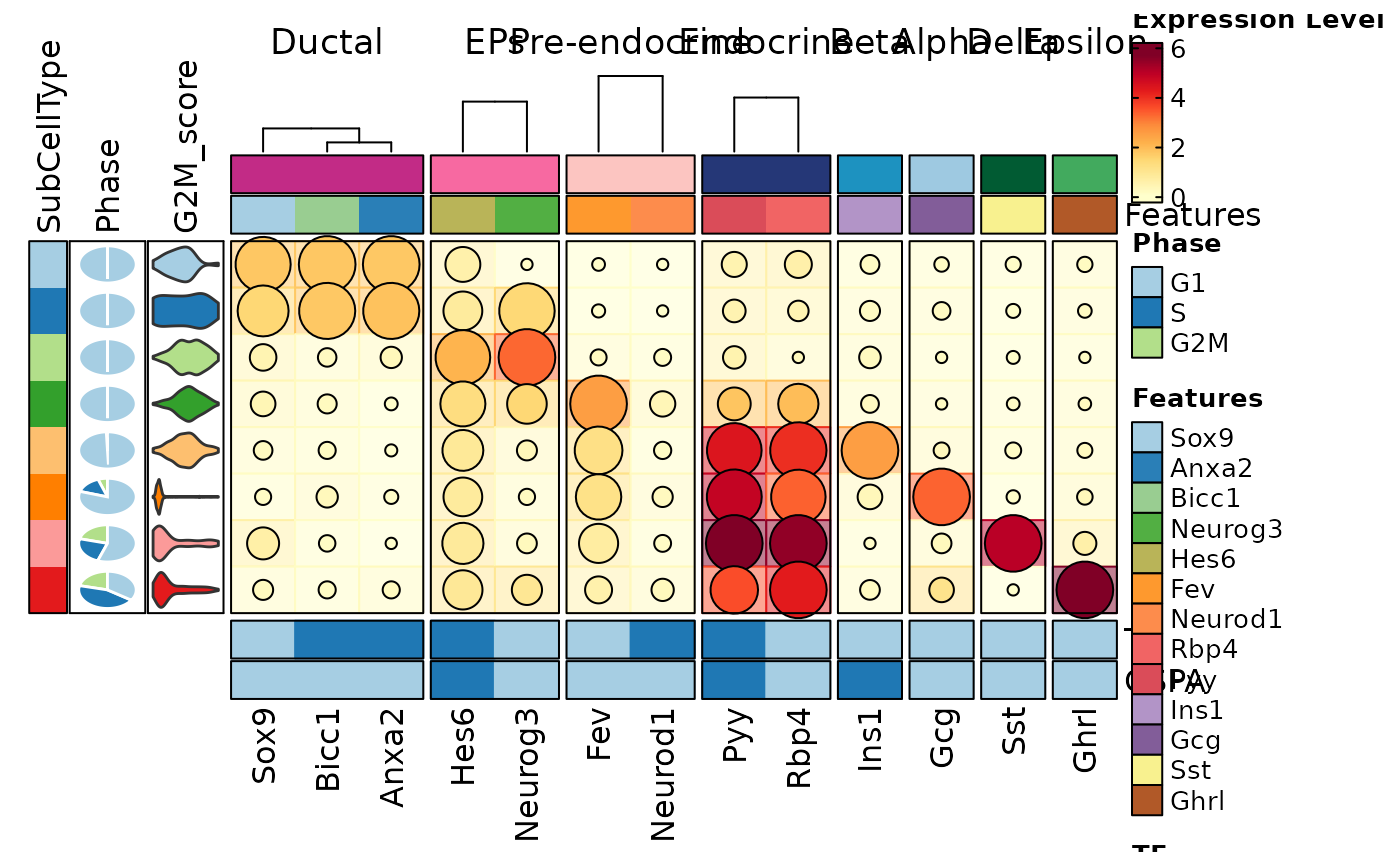 Ductal
EPs
Pre-endocrine
Endocrine
Beta
Alpha
Delta
Epsilon
SubCellType
Phase
G2M_score
Expression Level
6
4
2
0
Features
Phase
G1
S
G2M
Features
Sox9
Anxa2
Bicc1
Neurog3
Hes6
Fev
Neurod1
Rbp4
Pyy
Ins1
Gcg
Sst
Ghrl
CSPA
TF
Sox9
Bicc1
Anxa2
Hes6
Neurog3
Fev
Neurod1
Pyy
Rbp4
Ins1
Gcg
Sst
Ghrl